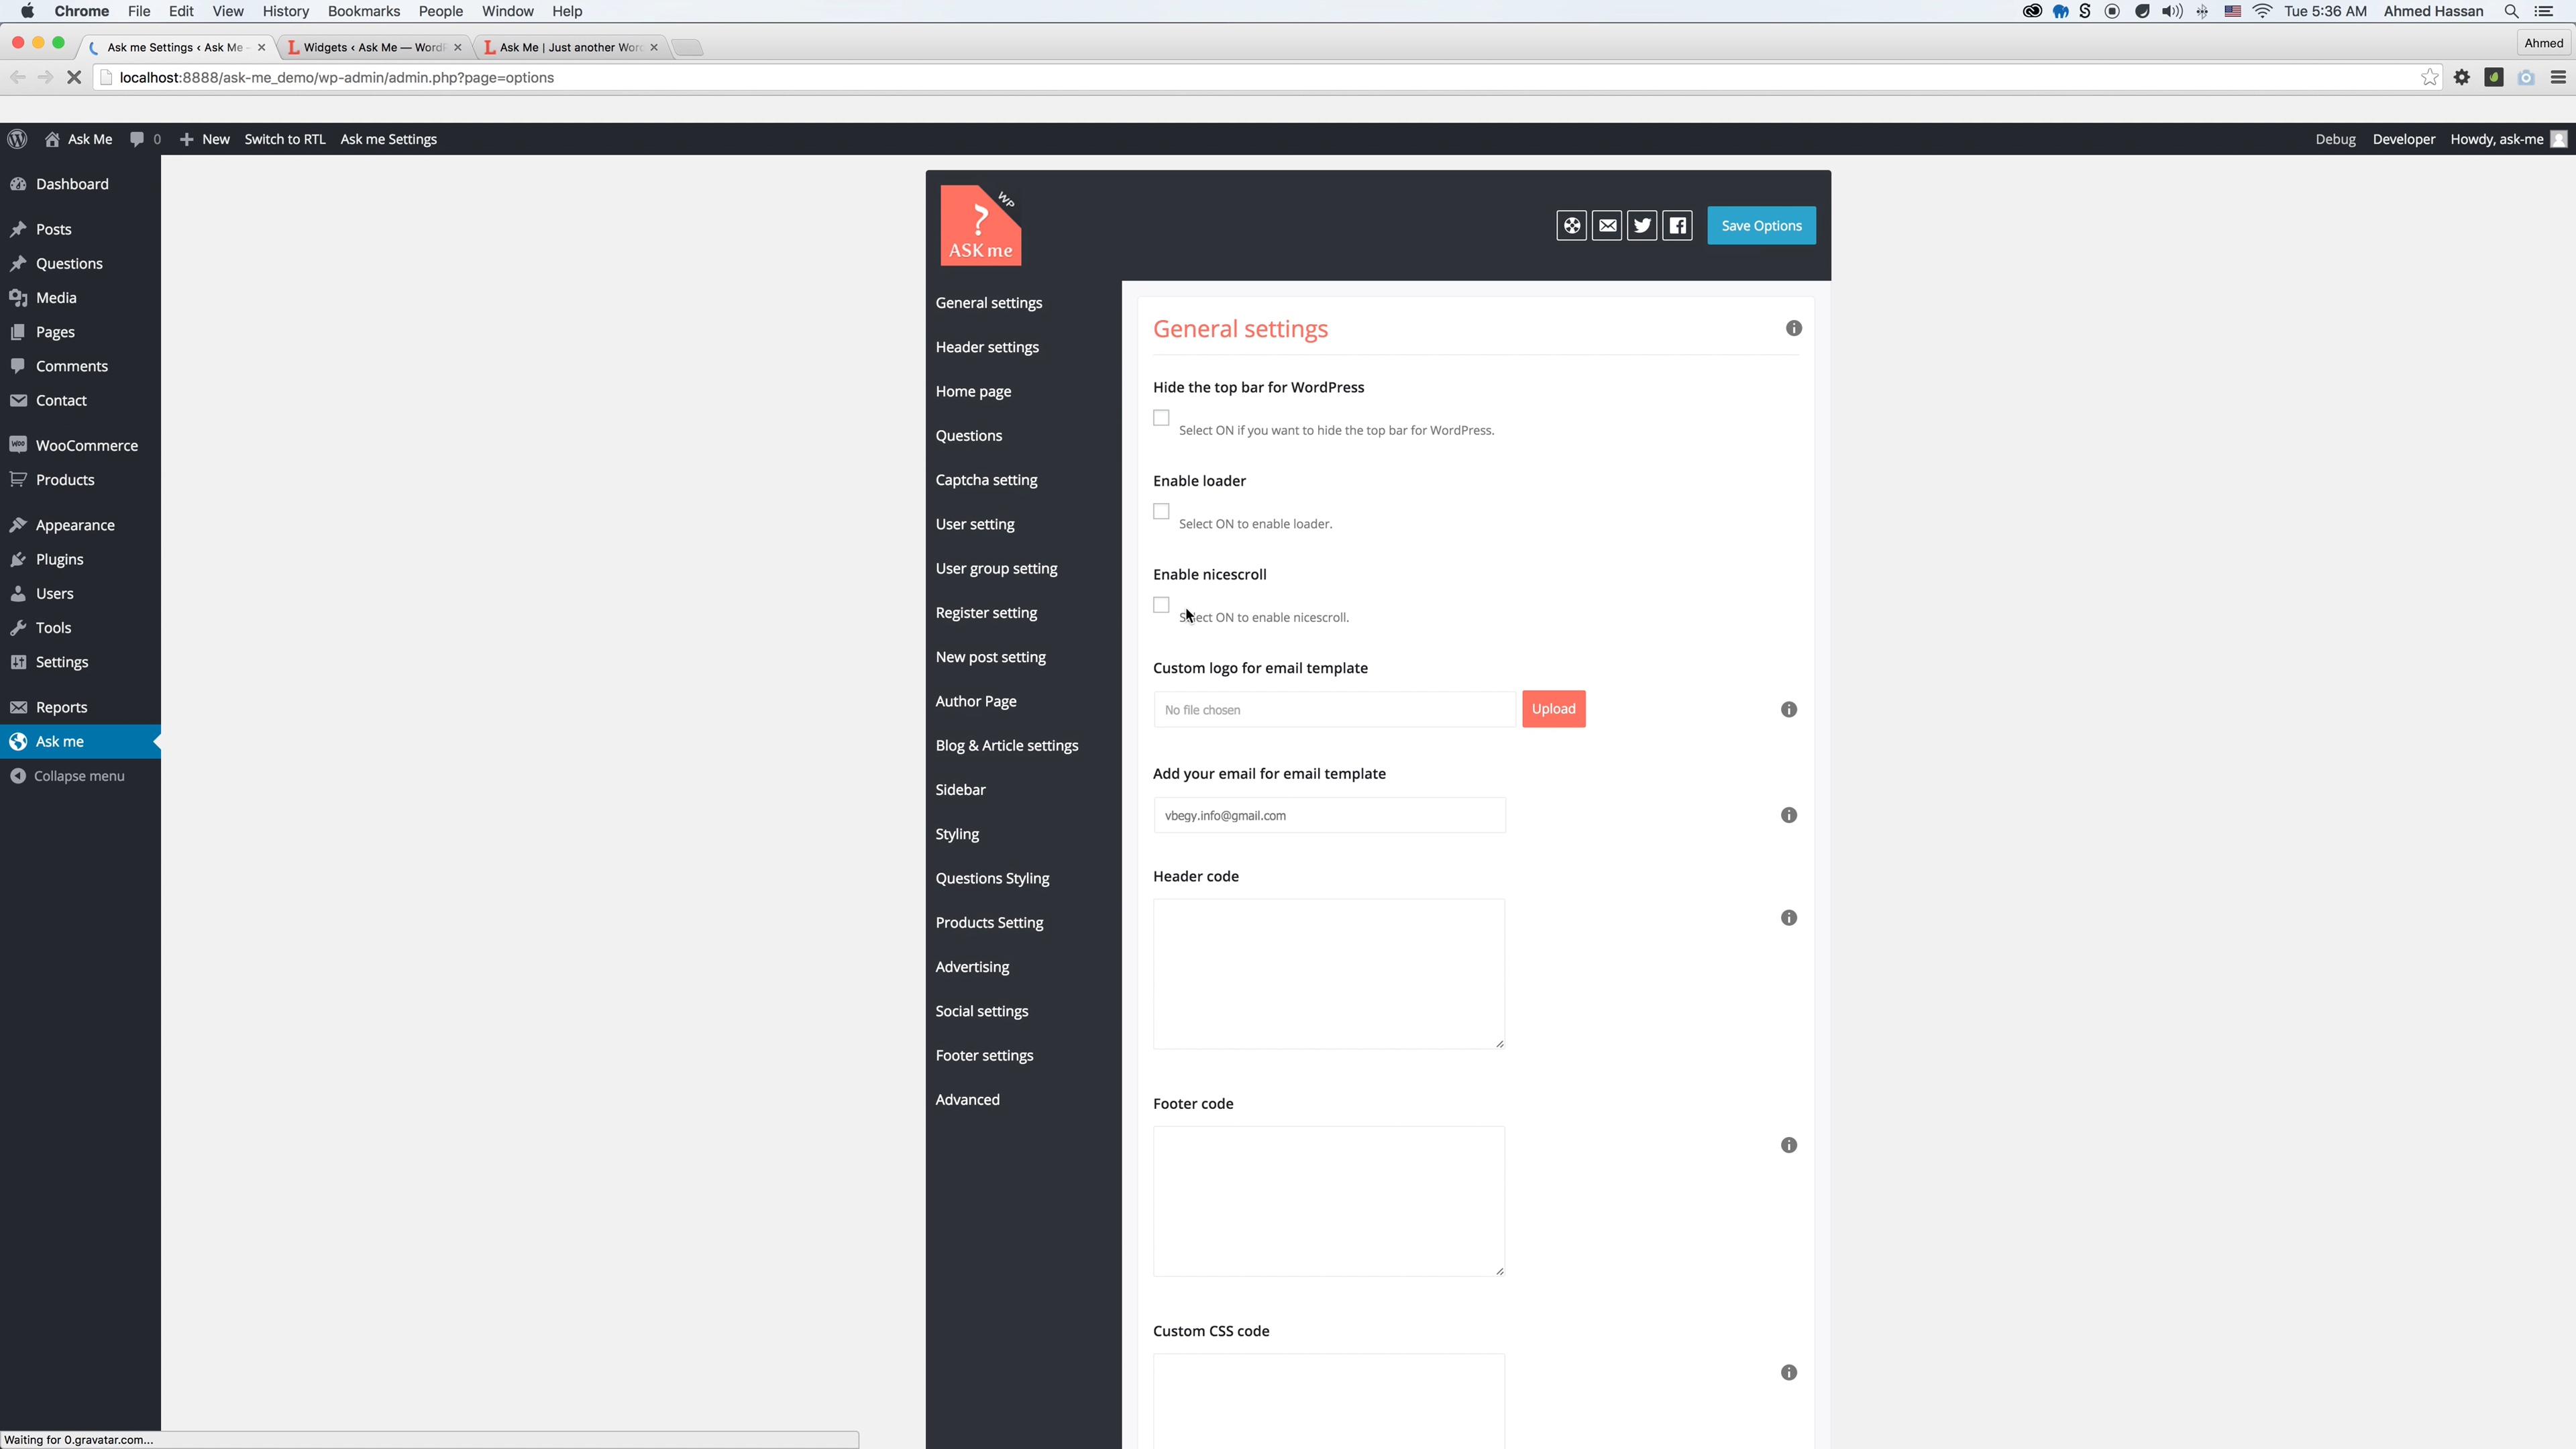 Chrome File Edit View History Bookmarks People Window Help
Tue 5:36 AM Ahmed Hassan
Ask me Settings ‹ Ask Me -
Widgets ‹ Ask Me — Word
Ask Me | Just another Wor
Ahmed
localhost:8888/ask-me_demo/wp-admin/admin.php?page=options
Ask Me 0 New Switch to RTL Ask me Settings
Debug Developer Howdy, ask-me
Dashboard
Posts
Questions
Media
Pages
Comments
Contact
WooCommerce
Products
Appearance
Plugins
Users
Tools
Settings
Reports
Ask me
Collapse menu
WP
?
ASK me
Save Options
General settings
Header settings
Home page
Questions
Captcha setting
User setting
User group setting
Register setting
New post setting
Author Page
Blog & Article settings
Sidebar
Styling
Questions Styling
Products Setting
Advertising
Social settings
Footer settings
Advanced
General settings
Hide the top bar for WordPress
Select ON if you want to hide the top bar for WordPress.
Enable loader
Select ON to enable loader.
Enable nicescroll
Select ON to enable nicescroll.
Custom logo for email template
No file chosen
Upload
Add your email for email template
vbegy.info@gmail.com
Header code
Footer code
Custom CSS code
Waiting for 0.gravatar.com...